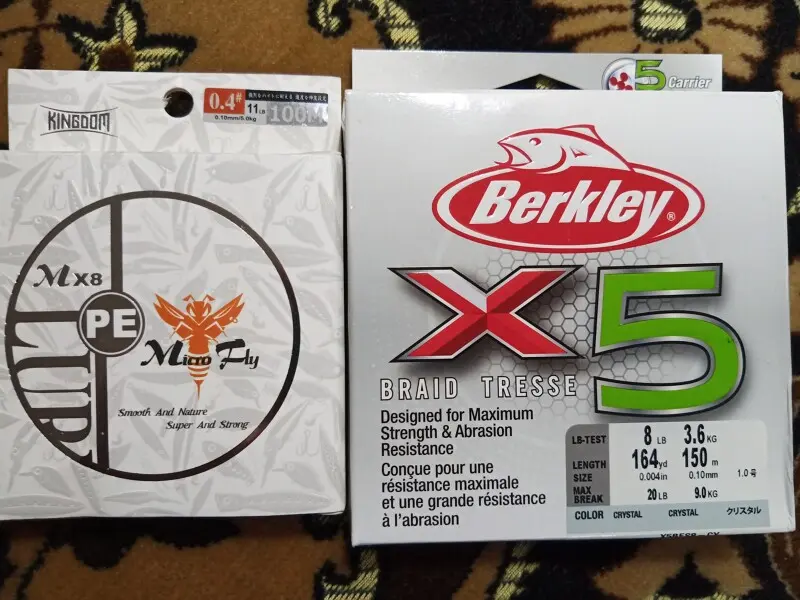 KINGDOM
0.4# 11LB 100M
0.10mm/5.0kg
MX8
PE
LURE
Micro Fly
Smooth And Nature
Super And Strong
5 Carrier
Berkley®
X5
BRAID TRESSE
Designed for Maximum
Strength & Abrasion
Resistance
Conçue pour une
résistance maximale
et une grande résistance
à l'abrasion
LB-TEST 8 LB 3.6 KG
LENGTH 164yd 150 m
SIZE 0.004in 0.10mm 1.0号
MAX BREAK 20 LB 9.0 KG
COLOR CRYSTAL CRYSTAL クリスタル